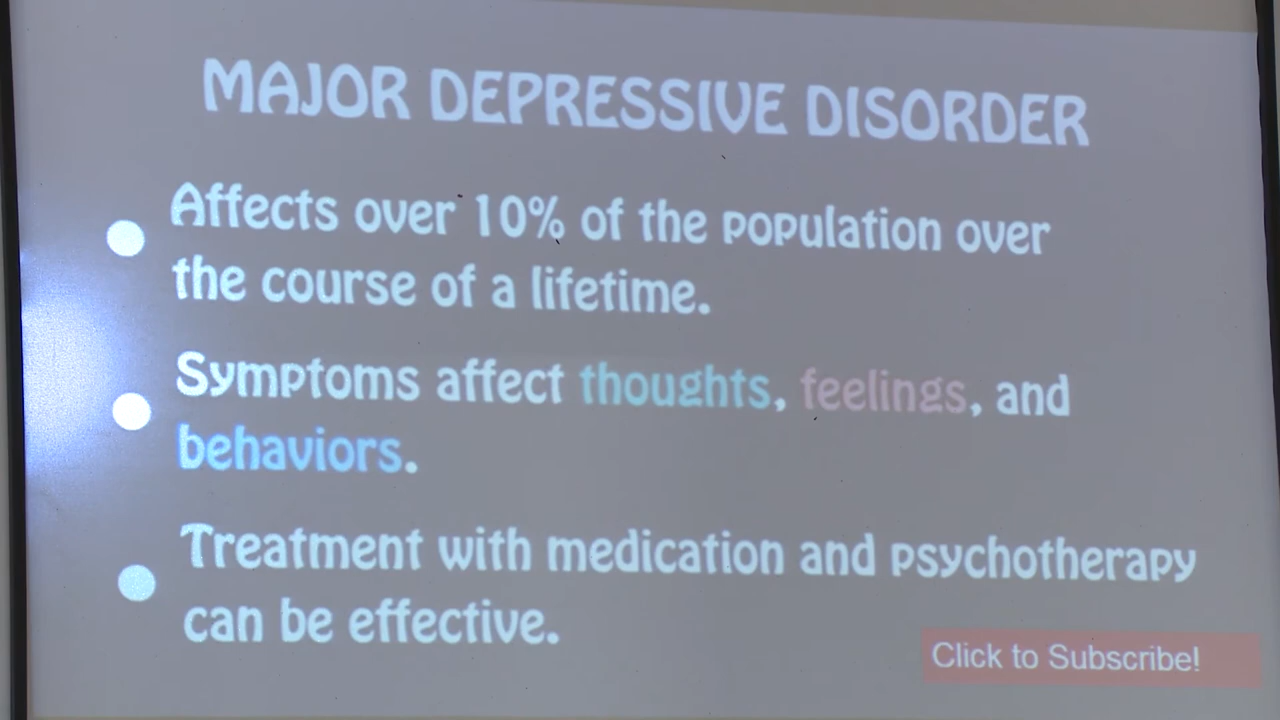 MAJOR DEPRESSIVE DISORDER
Affects over 10% of the population over
the course of a lifetime.
Symptoms affect thoughts, feelings, and
behaviors.
Treatment with medication and psychotherapy
can be effective.
Click to Subscribe!